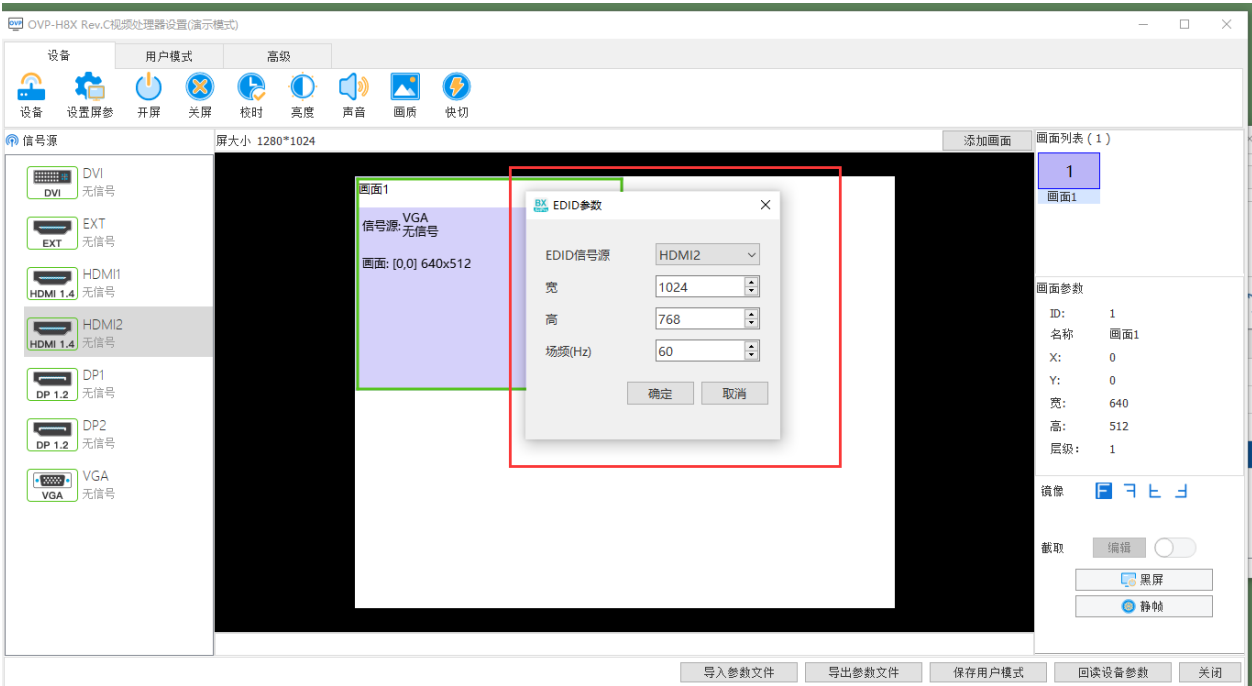 OVP-H8X Rev.C视频处理器设置(演示模式)
设备 用户模式 高级
设备 设置屏参 开屏 关屏 校时 亮度 声音 画质 快切
信号源
屏大小 1280*1024
添加画面
画面列表(1)
DVI
DVI 无信号
EXT
EXT 无信号
HDMI1
HDMI 1.4 无信号
HDMI2
HDMI 1.4 无信号
DP1
DP 1.2 无信号
DP2
DP 1.2 无信号
VGA
VGA 无信号
画面1
信号源: VGA
无信号
画面: [0,0] 640x512
BX EDID参数
EDID信号源 HDMI2
宽 1024
高 768
场频(Hz) 60
确定 取消
1
画面1
画面参数
ID: 1
名称 画面1
X: 0
Y: 0
宽: 640
高: 512
层级: 1
镜像
截取 编辑
黑屏
静帧
导入参数文件 导出参数文件 保存用户模式 回读设备参数 关闭